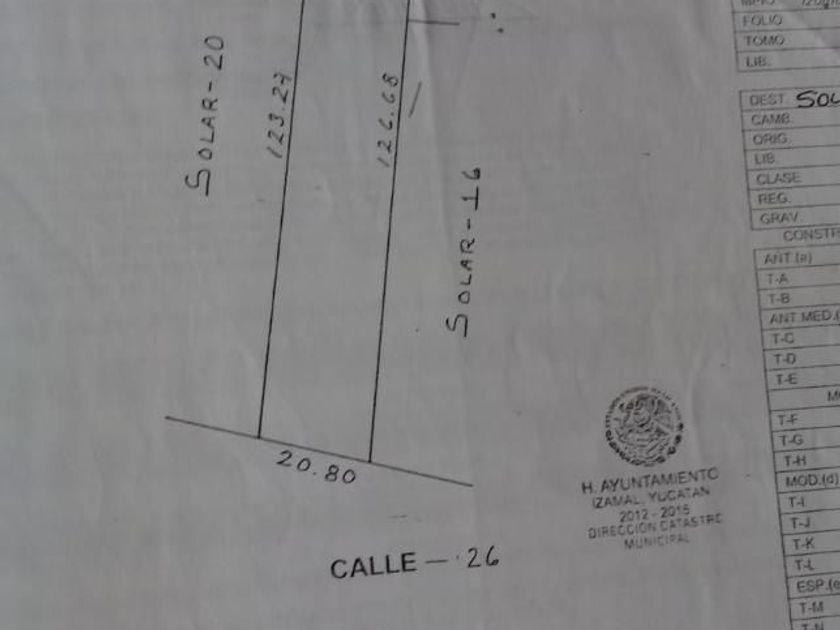 SOLAR-20
123.27
126.68
SOLAR-16
20.80
CALLE - 26
H. AYUNTAMIENTO
IZAMAL, YUCATAN
2012 - 2015
DIRECCION CATASTRO
MUNICIPAL
FOLIO
TOMO
LIB.
DEST. SOL
CAMB.
ORIG.
LIB.
CLASE
REG.
GRAV.
CONSTR
ANT.(a)
T-A
T-B
ANT.MED.(
T-C
T-D
T-E
T-F
T-G
T-H
MOD.(d)
T-I
T-J
T-K
T-L
ESP.(e
T-M
T-N